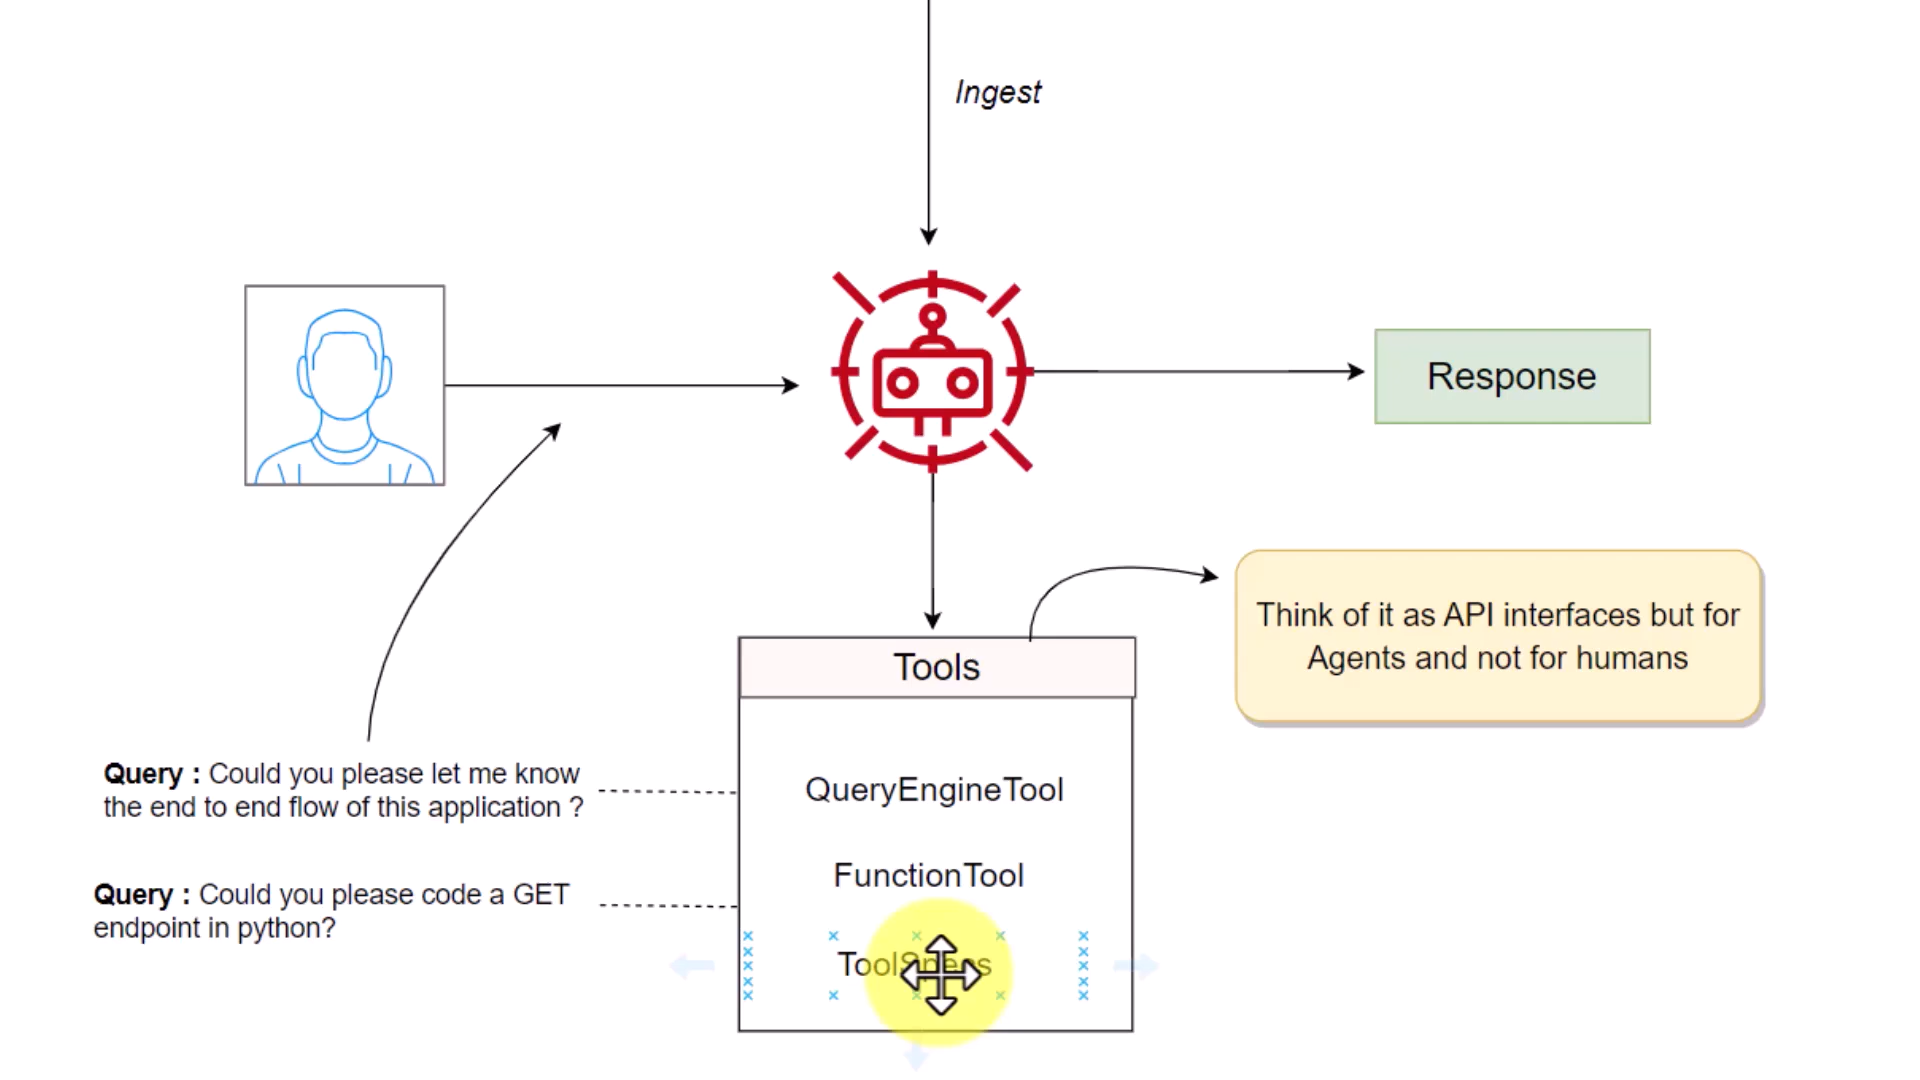 Ingest
Response
Think of it as API interfaces but for
Agents and not for humans
Tools
Query : Could you please let me know
the end to end flow of this application ?
QueryEngineTool
FunctionTool
Query : Could you please code a GET
endpoint in python?
ToolSpecs